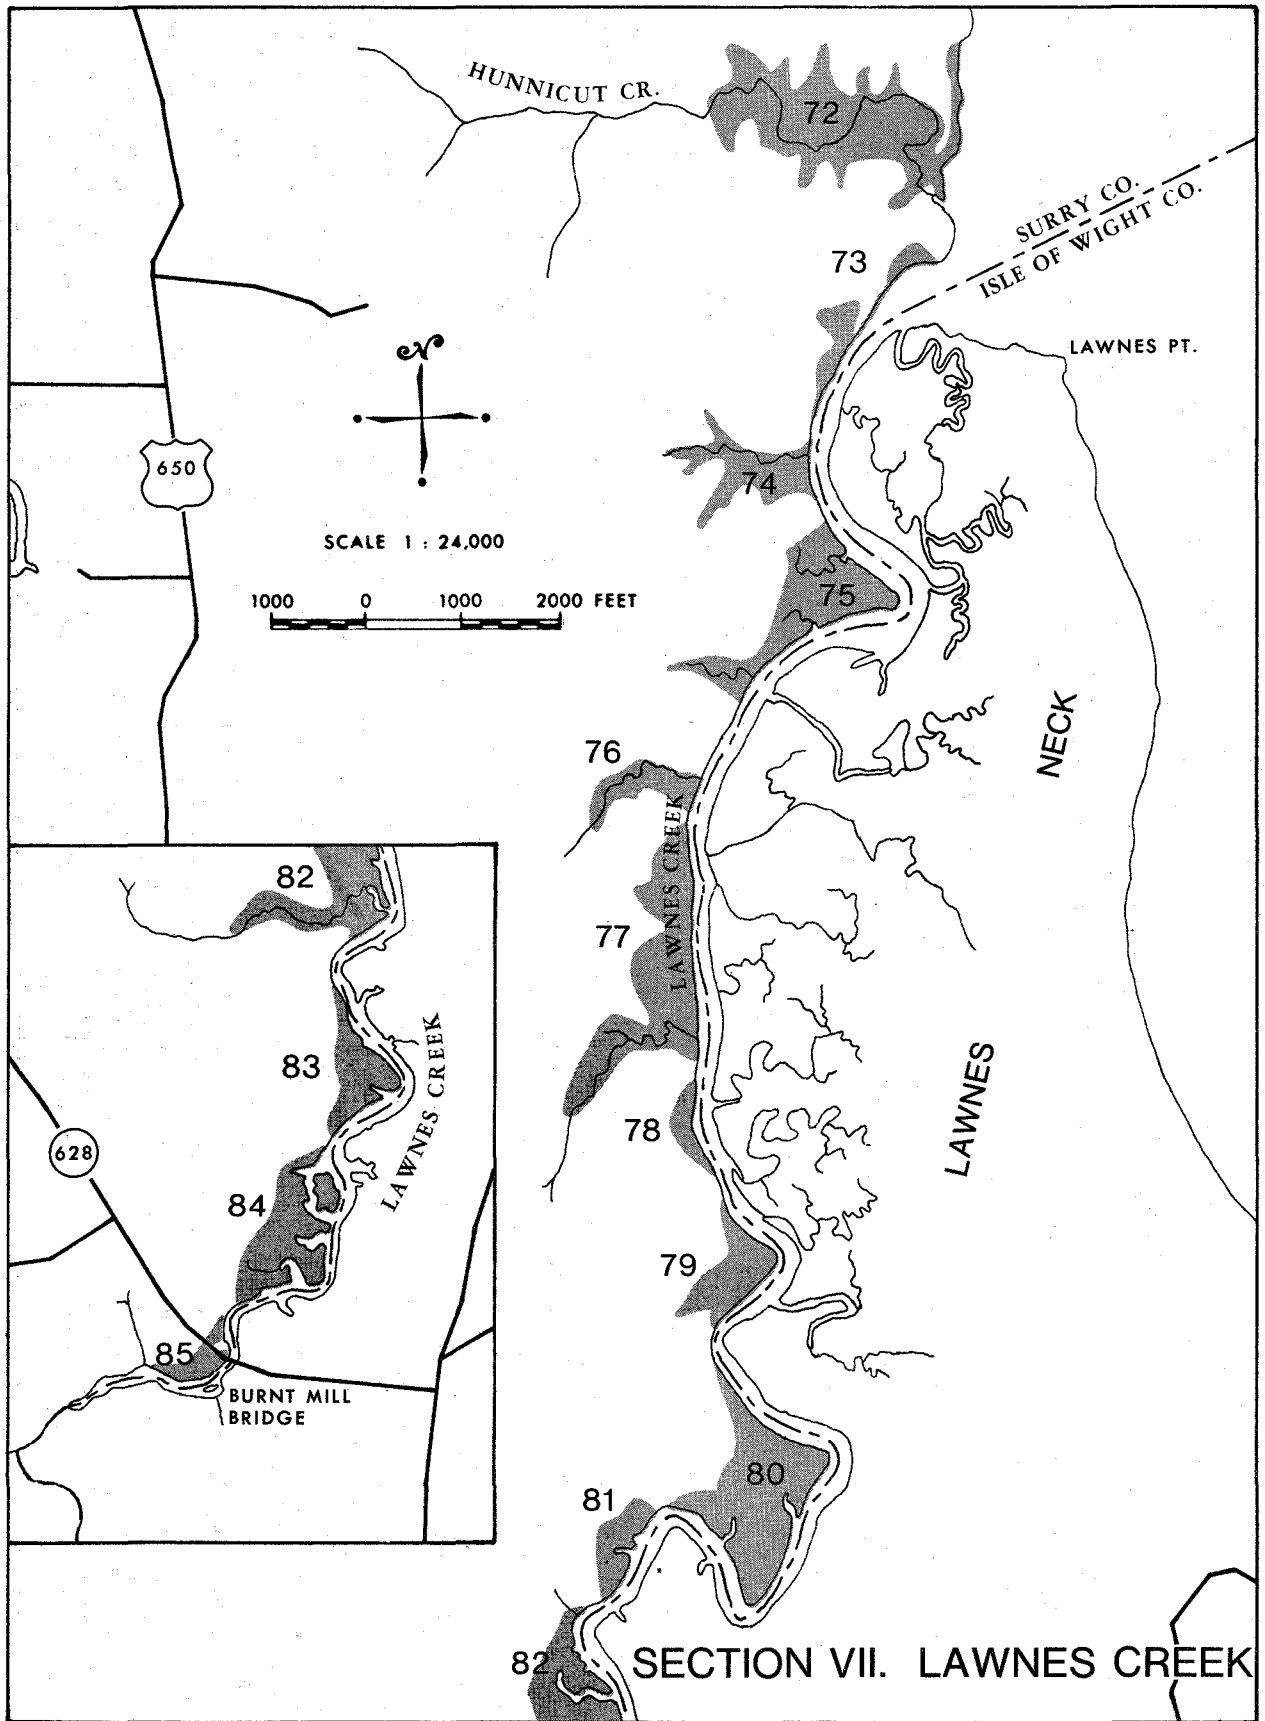 HUNNICUT CR.
72
SURRY CO.
ISLE OF WIGHT CO.
73
LAWNES PT.
N
650
74
SCALE 1 : 24,000
75
1000 0 1000 2000 FEET
NECK
76
LAWNES CREEK
82
77
83
LAWNES CREEK
LAWNES
78
628
84
79
85
BURNT MILL
BRIDGE
80
81
82
SECTION VII. LAWNES CREEK